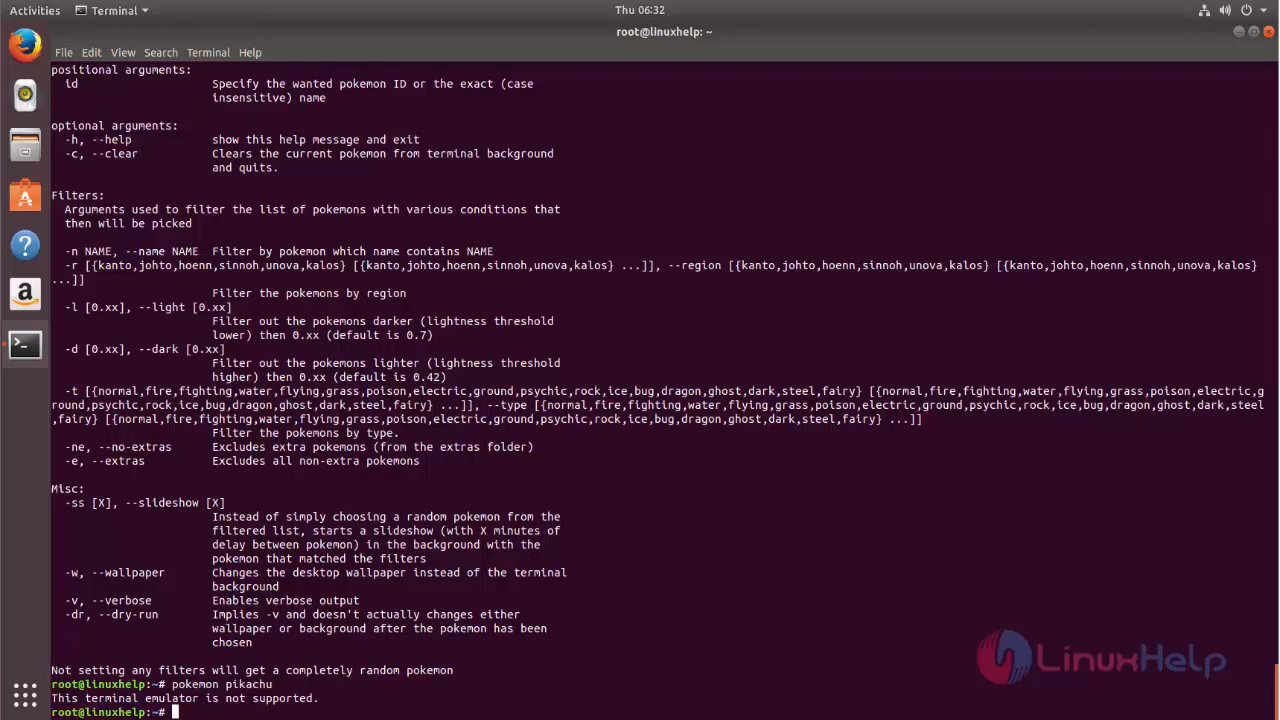 Activities Terminal Thu 06:32
root@linuxhelp: ~
File Edit View Search Terminal Help
positional arguments:
id Specify the wanted pokemon ID or the exact (case
insensitive) name
optional arguments:
-h, --help show this help message and exit
-c, --clear Clears the current pokemon from terminal background
and quits.
Filters:
Arguments used to filter the list of pokemons with various conditions that
then will be picked
-n NAME, --name NAME Filter by pokemon which name contains NAME
-r [{kanto,johto,hoenn,sinnoh,unova,kalos} [{kanto,johto,hoenn,sinnoh,unova,kalos} ...]], --region [{kanto,johto,hoenn,sinnoh,unova,kalos} [{kanto,johto,hoenn,sinnoh,unova,kalos}
...]]
Filter the pokemons by region
-l [0.xx], --light [0.xx]
Filter out the pokemons darker (lightness threshold
lower) then 0.xx (default is 0.7)
-d [0.xx], --dark [0.xx]
Filter out the pokemons lighter (lightness threshold
higher) then 0.xx (default is 0.42)
-t [{normal,fire,fighting,water,flying,grass,poison,electric,ground,psychic,rock,ice,bug,dragon,ghost,dark,steel,fairy} [{normal,fire,fighting,water,flying,grass,poison,electric,g
round,psychic,rock,ice,bug,dragon,ghost,dark,steel,fairy} ...]], --type [{normal,fire,fighting,water,flying,grass,poison,electric,ground,psychic,rock,ice,bug,dragon,ghost,dark,steel
,fairy} [{normal,fire,fighting,water,flying,grass,poison,electric,ground,psychic,rock,ice,bug,dragon,ghost,dark,steel,fairy} ...]]
Filter the pokemons by type.
-ne, --no-extras Excludes extra pokemons (from the extras folder)
-e, --extras Excludes all non-extra pokemons
Misc:
-ss [X], --slideshow [X]
Instead of simply choosing a random pokemon from the
filtered list, starts a slideshow (with X minutes of
delay between pokemon) in the background with the
pokemon that matched the filters
-w, --wallpaper Changes the desktop wallpaper instead of the terminal
background
-v, --verbose Enables verbose output
-dr, --dry-run Implies -v and doesn't actually changes either
wallpaper or background after the pokemon has been
chosen
Not setting any filters will get a completely random pokemon
root@linuxhelp:~# pokemon pikachu
This terminal emulator is not supported.
root@linuxhelp:~#
LinuxHelp